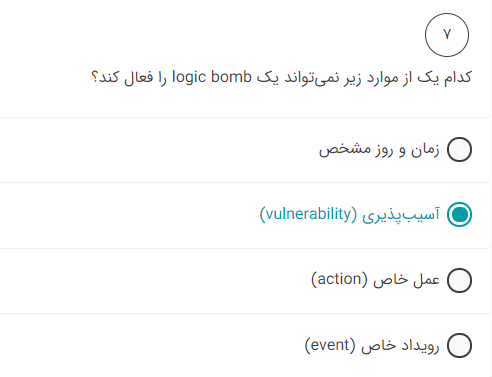 ۷
کدام یک از موارد زیر نمی‌تواند یک logic bomb را فعال کند؟
زمان و روز مشخص
آسیب‌پذیری (vulnerability)
عمل خاص (action)
رویداد خاص (event)